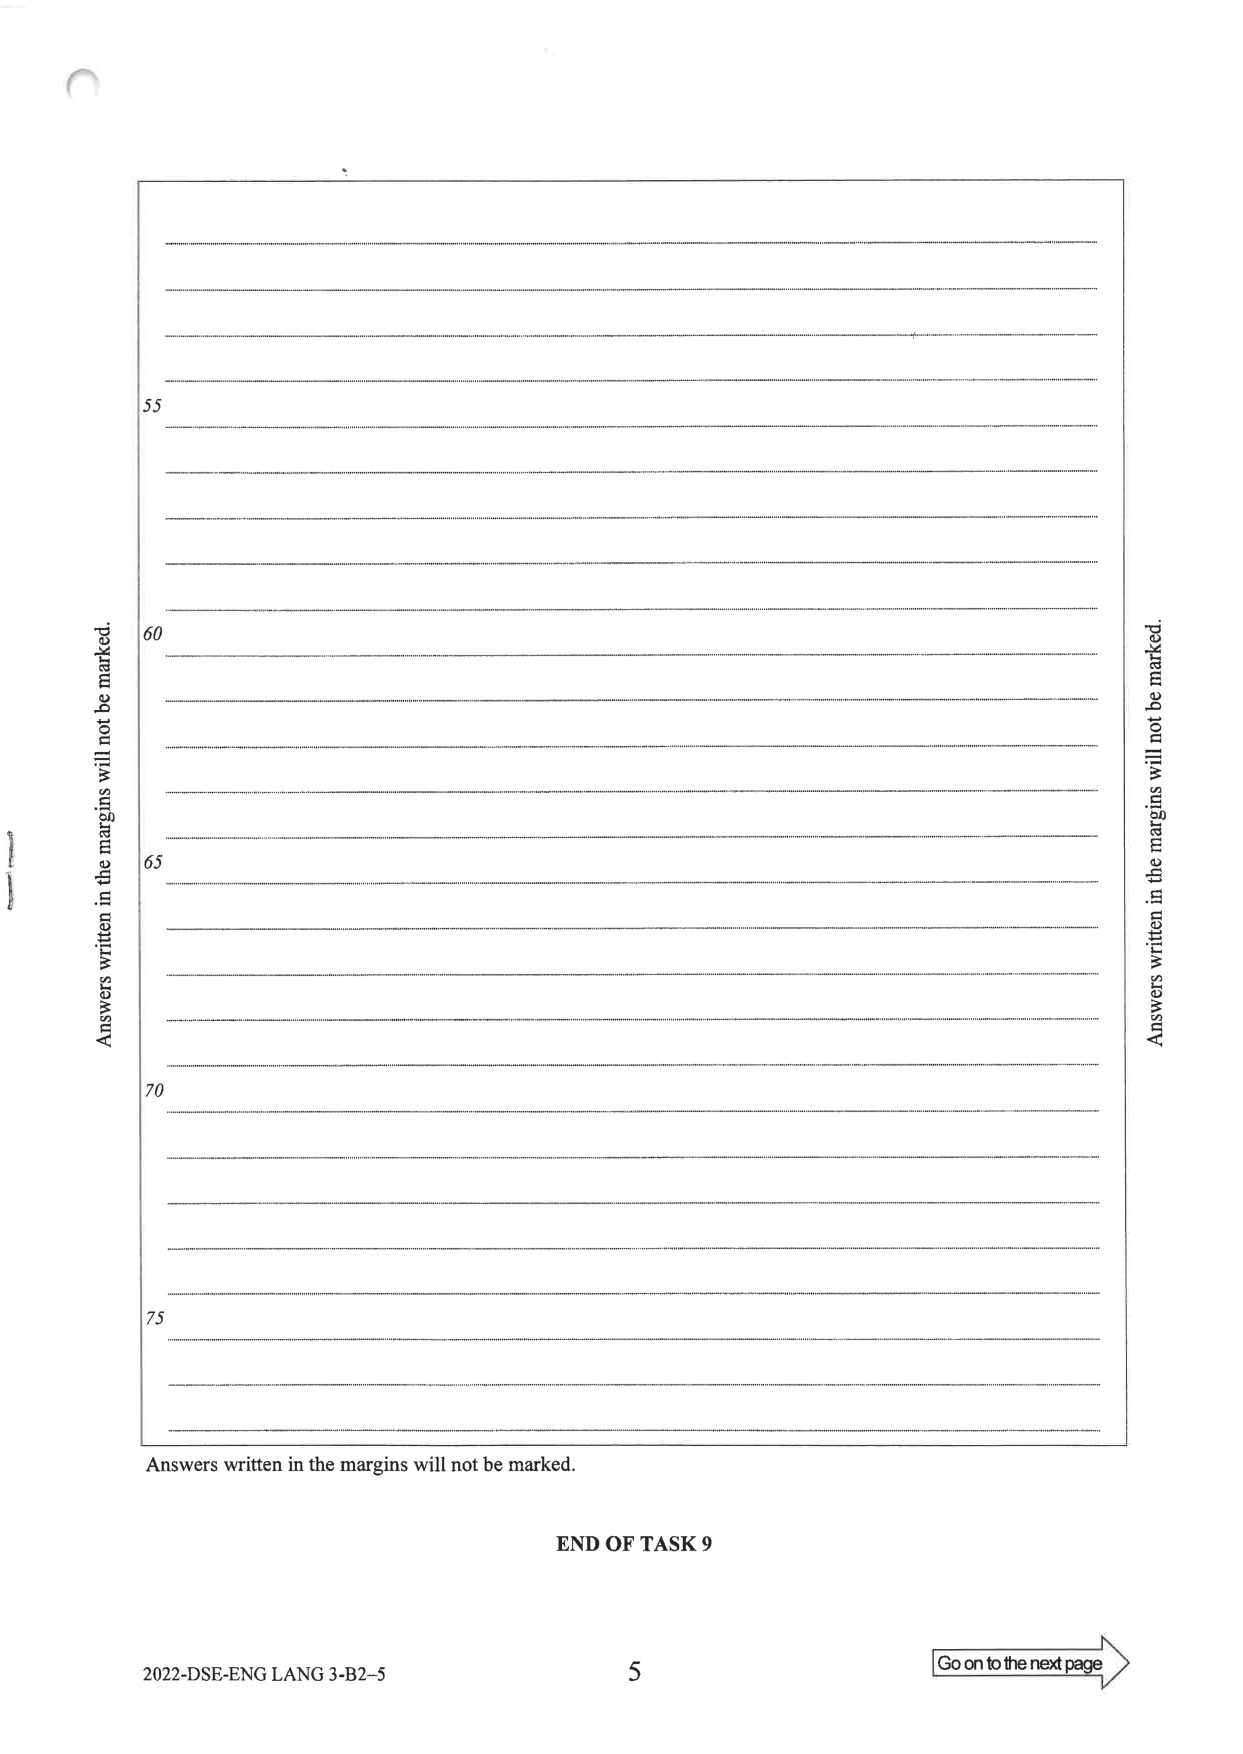 55
60
65
70
75
Answers written in the margins will not be marked.
Answers written in the margins will not be marked.
Answers written in the margins will not be marked.
END OF TASK 9
2022-DSE-ENG LANG 3-B2–5
5
Go on to the next page